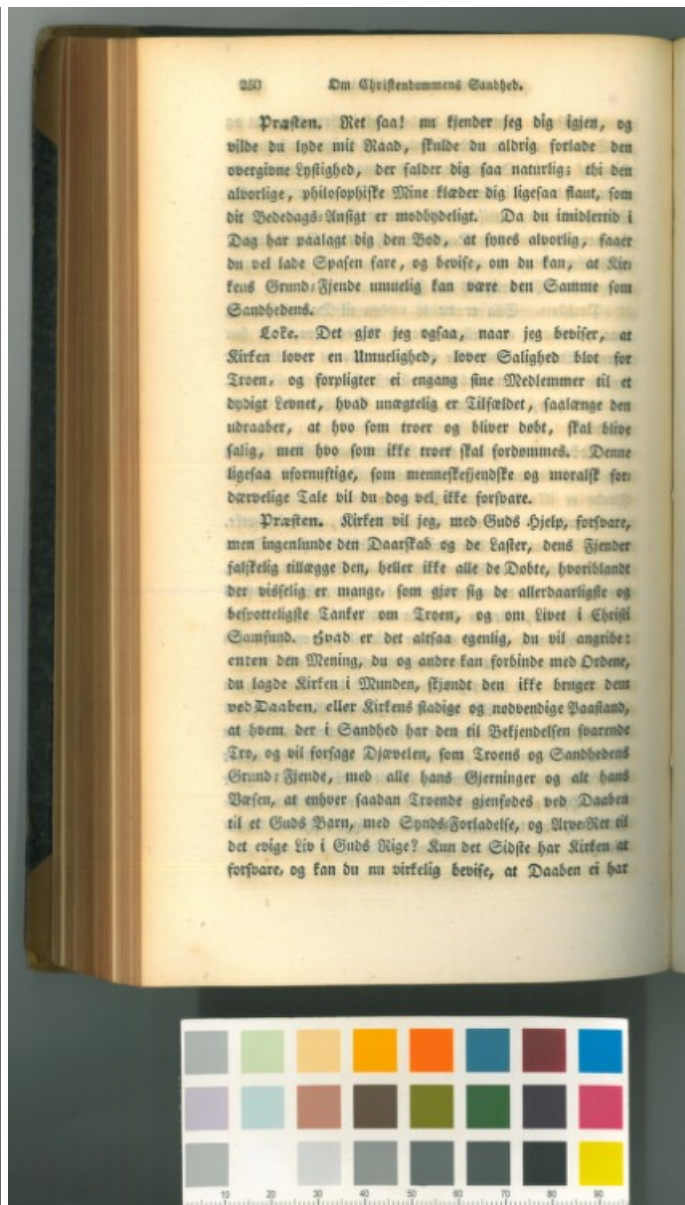 250 Om Christendommens Sandhed.
Præsten. Ret saa! nu kjender jeg dig igjen, og
vilde du lyde mit Raad, skulde du aldrig forlade den
overgivne Lystighed, der falder dig saa naturlig; thi den
alvorlige, philosophiske Mine klæder dig ligesaa slaut, som
dit Bededags-Ansigt er modbydeligt. Da du imidlertid i
Dag har paalagt dig den Bod, at synes alvorlig, faaer
du vel lade Spasen fare, og bevise, om du kan, at Kir-
kens Grund-Fjende umuelig kan være den Samme som
Sandhedens.
Loke. Det gjør jeg ogsaa, naar jeg beviser, at
Kirken lover en Umuelighed, lover Salighed blot for
Troen, og forpligter ei engang sine Medlemmer til et
dydigt Levnet, hvad unægtelig er Tilfældet, saalænge den
udraaber, at hvo som troer og bliver døbt, skal blive
salig, men hvo som ikke troer skal fordømmes. Denne
ligesaa ufornuftige, som menneskefjendske og moralsk for-
dærvelige Tale vil du dog vel ikke forsvare.
Præsten. Kirken vil jeg, med Guds Hjelp, forsvare,
men ingenlunde den Daarskab og de Laster, dens Fjender
falskelig tillægge den, heller ikke alle de Døbte, hvoriblandt
der visselig er mange, som gjør sig de allerdaarligste og
bespotteligste Tanker om Troen, og om Livet i Christi
Samfund. Hvad er det altsaa egenlig, du vil angribe:
enten den Mening, du og andre kan forbinde med Ordene,
du lagde Kirken i Munden, skjøndt den ikke bruger dem
ved Daaben, eller Kirkens stadige og nødvendige Paastand,
at hvem der i Sandhed har den til Bekjendelsen svarende
Tro, og vil forsage Djævelen, som Troens og Sandhedens
Grund-Fjende, med alle hans Gjerninger og alt hans
Væsen, at enhver saadan Troende gjenfødes ved Daaben
til et Guds Barn, med Synds-Forladelse, og Arve-Ret til
det evige Liv i Guds Rige? Kun det Sidste har Kirken at
forsvare, og kan du nu virkelig bevise, at Daaben ei har
10 20 30 40 50 60 70 80 90